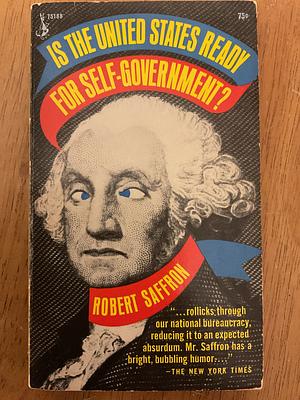 75188
75¢
IS THE UNITED STATES READY
FOR SELF-GOVERNMENT?
ROBERT SAFFRON
"...rollicks through
our national bureaucracy,
reducing it to an expected
absurdum. Mr. Saffron has a
bright, bubbling humor...."
—THE NEW YORK TIMES